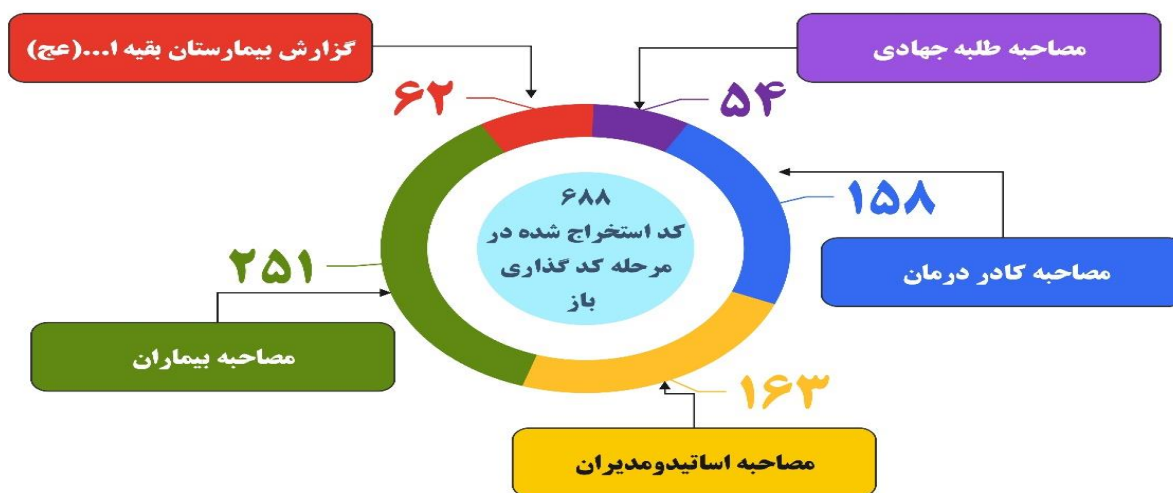 مصاحبه طلبه جهادی
گزارش بیمارستان بقیه ا...(عج)
۵۴
۶۲
۶۸۸
کد استخراج شده در
مرحله کد گذاری
باز
۱۵۸
مصاحبه کادر درمان
۲۵۱
مصاحبه بیماران
۱۶۳
مصاحبه اساتیدومدیران